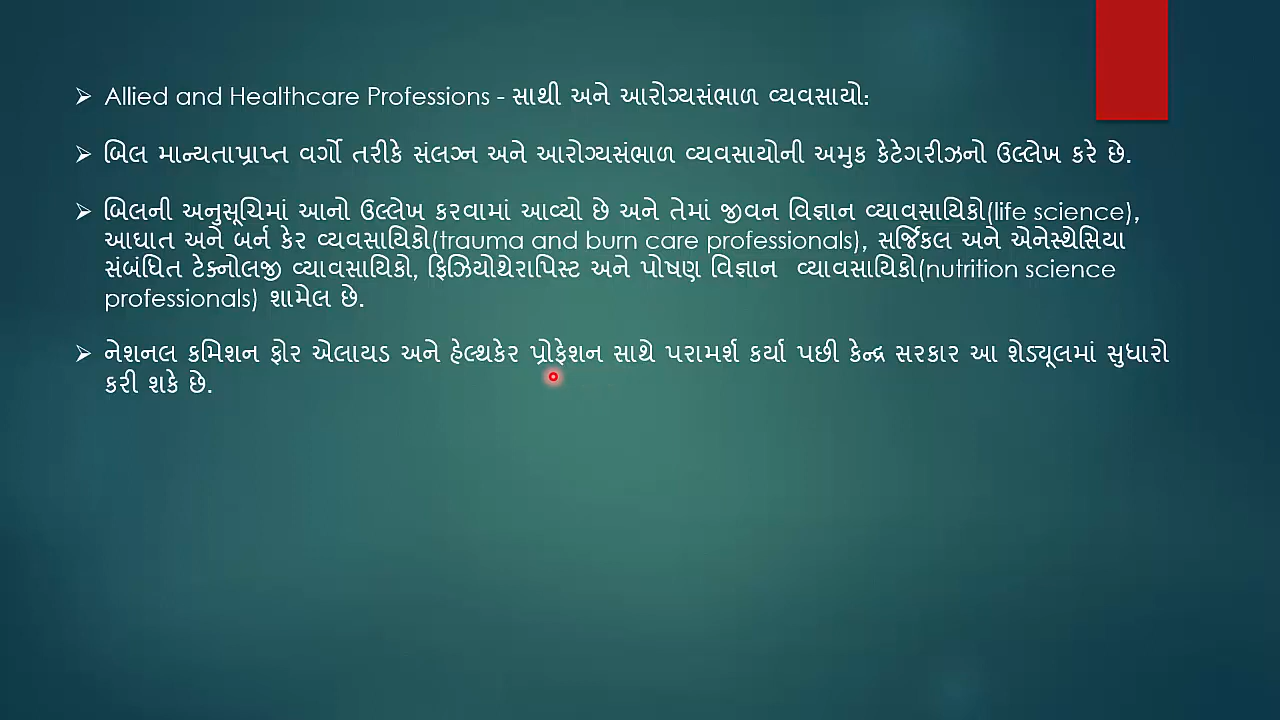 ➢ Allied and Healthcare Professions - સાથી અને આરોગ્યસંભાળ વ્યવસાયો:
➢ બિલ માન્યતાપ્રાપ્ત વર્ગો તરીકે સંલગ્ન અને આરોગ્યસંભાળ વ્યવસાયોની અમુક કેટેગરીઝનો ઉલ્લેખ કરે છે.
➢ બિલની અનુસૂચિમાં આનો ઉલ્લેખ કરવામાં આવ્યો છે અને તેમાં જીવન વિજ્ઞાન વ્યાવસાયિકો(life science),
આઘાત અને બર્ન કેર વ્યવસાયિકો(trauma and burn care professionals), સર્જિકલ અને એનેસ્થેસિયા
સંબંધિત ટેક્નોલજી વ્યાવસાયિકો, ફિઝિયોથેરાપિસ્ટ અને પોષણ વિજ્ઞાન વ્યાવસાયિકો(nutrition science
professionals) શામેલ છે.
➢ નેશનલ કમિશન ફોર એલાયડ અને હેલ્થકેર પ્રોફેશન સાથે પરામર્શ કર્યા પછી કેન્દ્ર સરકાર આ શેડ્યૂલમાં સુધારો
કરી શકે છે.